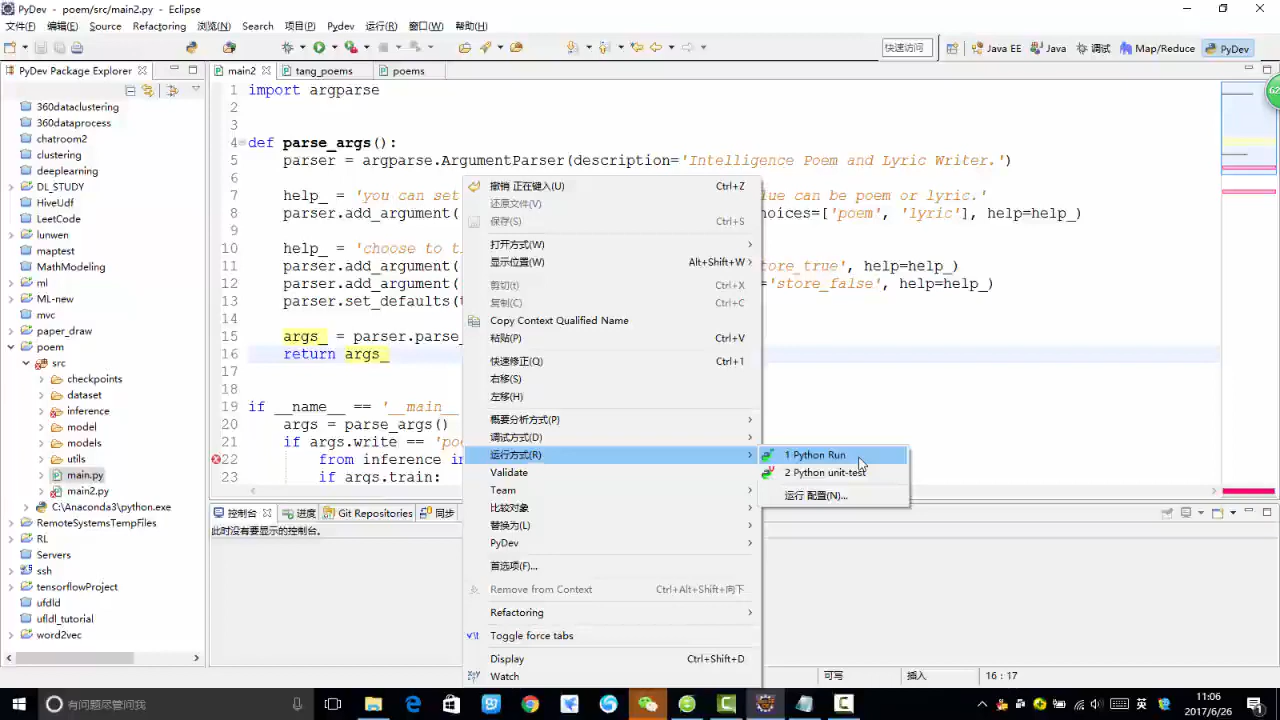 PyDev - poem/src/main2.py - Eclipse
文件(F) 编辑(E) Source Refactoring 浏览(N) Search 项目(P) Pydev 运行(R) 窗口(W) 帮助(H)
快速访问 Java EE Java 调试 Map/Reduce PyDev
PyDev Package Explorer
main2 tang_poems poems
360dataclustering
360dataprocess
chatroom2
clustering
deeplearning
DL_STUDY
HiveUdf
LeetCode
lunwen
maptest
MathModeling
ml
ML-new
mvc
paper_draw
poem
src
checkpoints
dataset
inference
model
models
utils
main.py
main2.py
C:\Anaconda3\python.exe
RemoteSystemsTempFiles
RL
Servers
ssh
tensorflowProject
ufdld
ufldl_tutorial
word2vec
1 import argparse
2
3
4 def parse_args():
5 parser = argparse.ArgumentParser(description='Intelligence Poem and Lyric Writer.')
6
7 help_ = 'you can set lue can be poem or lyric.'
8 parser.add_argument( hoices=['poem', 'lyric'], help=help_)
9
10 help_ = 'choose to t
11 parser.add_argument( tore_true', help=help_)
12 parser.add_argument( ='store_false', help=help_)
13 parser.set_defaults(t
14
15 args_ = parser.parse_
16 return args_
17
18
19 if __name__ == '__main__
20 args = parse_args()
21 if args.write == 'po
22 from inference in
23 if args.train:
撤销 正在键入(U) Ctrl+Z
还原文件(V)
保存(S) Ctrl+S
打开方式(W)
显示位置(W) Alt+Shift+W
剪切(t) Ctrl+X
复制(C) Ctrl+C
Copy Context Qualified Name
粘贴(P) Ctrl+V
快速修正(Q) Ctrl+1
右移(S)
左移(H)
概要分析方式(P)
调试方式(D)
运行方式(R)
Validate
Team
比较对象
替换为(L)
PyDev
首选项(F)...
Remove from Context Ctrl+Alt+Shift+向下
Refactoring
Toggle force tabs
Display Ctrl+Shift+D
Watch
1 Python Run
2 Python unit-test
运行 配置(N)...
控制台 进度 Git Repositories 同步
此时没有要显示的控制台。
可写 插入 16 : 17
有问题尽管问我
英
11:06
2017/6/26